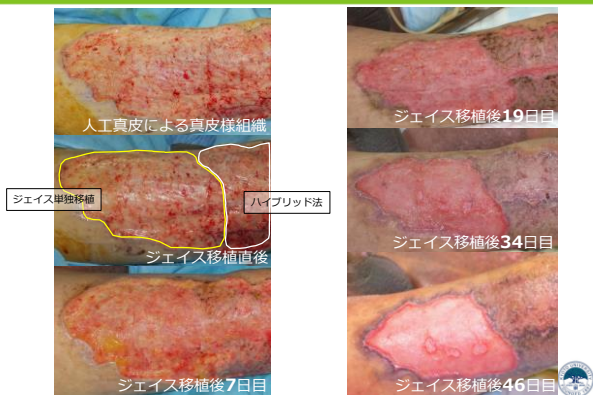 人工真皮による真皮様組織
ジェイス単独移植
ハイブリッド法
ジェイス移植直後
ジェイス移植後7日目
ジェイス移植後19日目
ジェイス移植後34日目
ジェイス移植後46日目